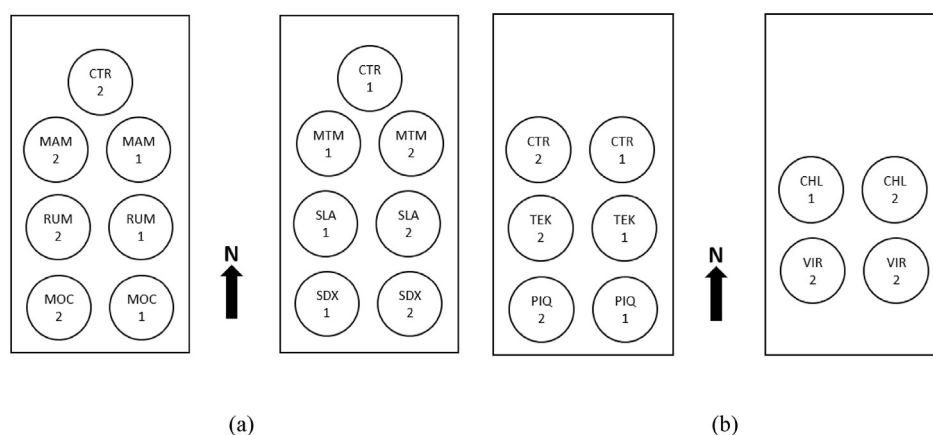 CTR
2
MAM
2
MAM
1
RUM
2
RUM
1
MOC
2
MOC
1
N
CTR
1
MTM
1
MTM
2
SLA
1
SLA
2
SDX
1
SDX
2
CTR
2
CTR
1
TEK
2
TEK
1
PIQ
2
PIQ
1
N
CHL
1
CHL
2
VIR
2
VIR
2
(a)
(b)